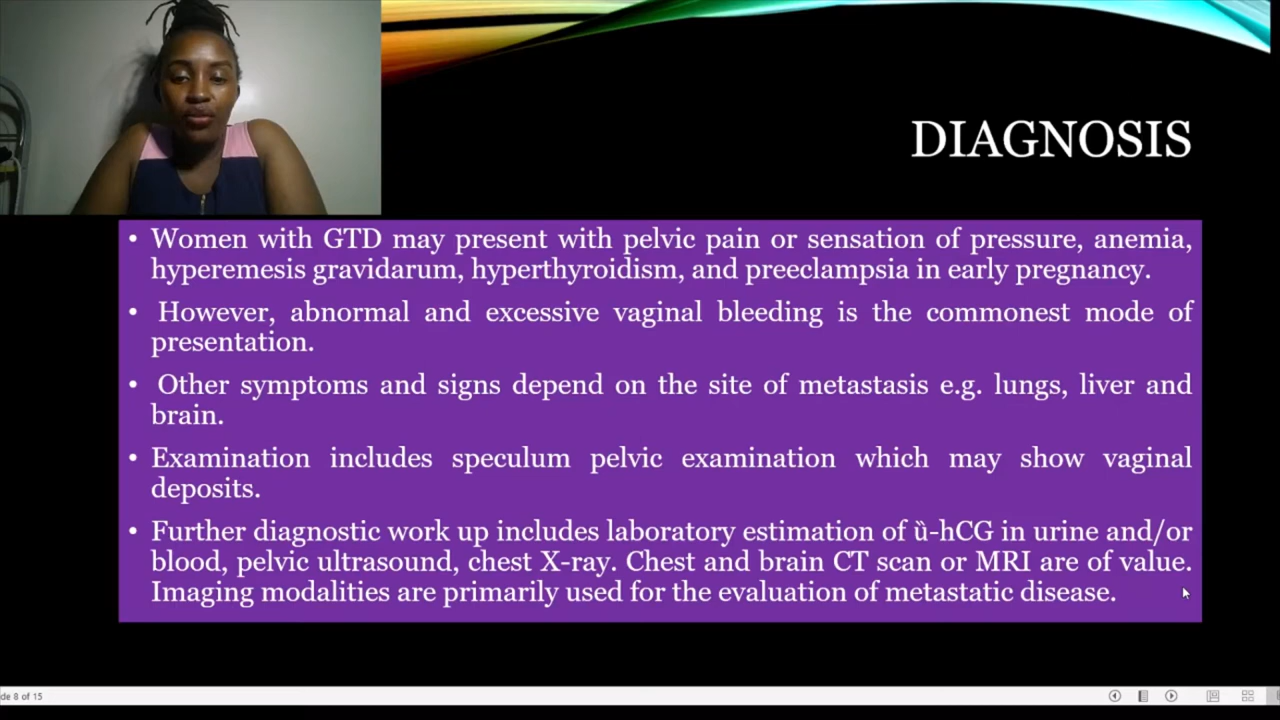 DIAGNOSIS
• Women with GTD may present with pelvic pain or sensation of pressure, anemia,
hyperemesis gravidarum, hyperthyroidism, and preeclampsia in early pregnancy.
• However, abnormal and excessive vaginal bleeding is the commonest mode of
presentation.
• Other symptoms and signs depend on the site of metastasis e.g. lungs, liver and
brain.
• Examination includes speculum pelvic examination which may show vaginal
deposits.
• Further diagnostic work up includes laboratory estimation of ȕ-hCG in urine and/or
blood, pelvic ultrasound, chest X-ray. Chest and brain CT scan or MRI are of value.
Imaging modalities are primarily used for the evaluation of metastatic disease.
de 8 of 15